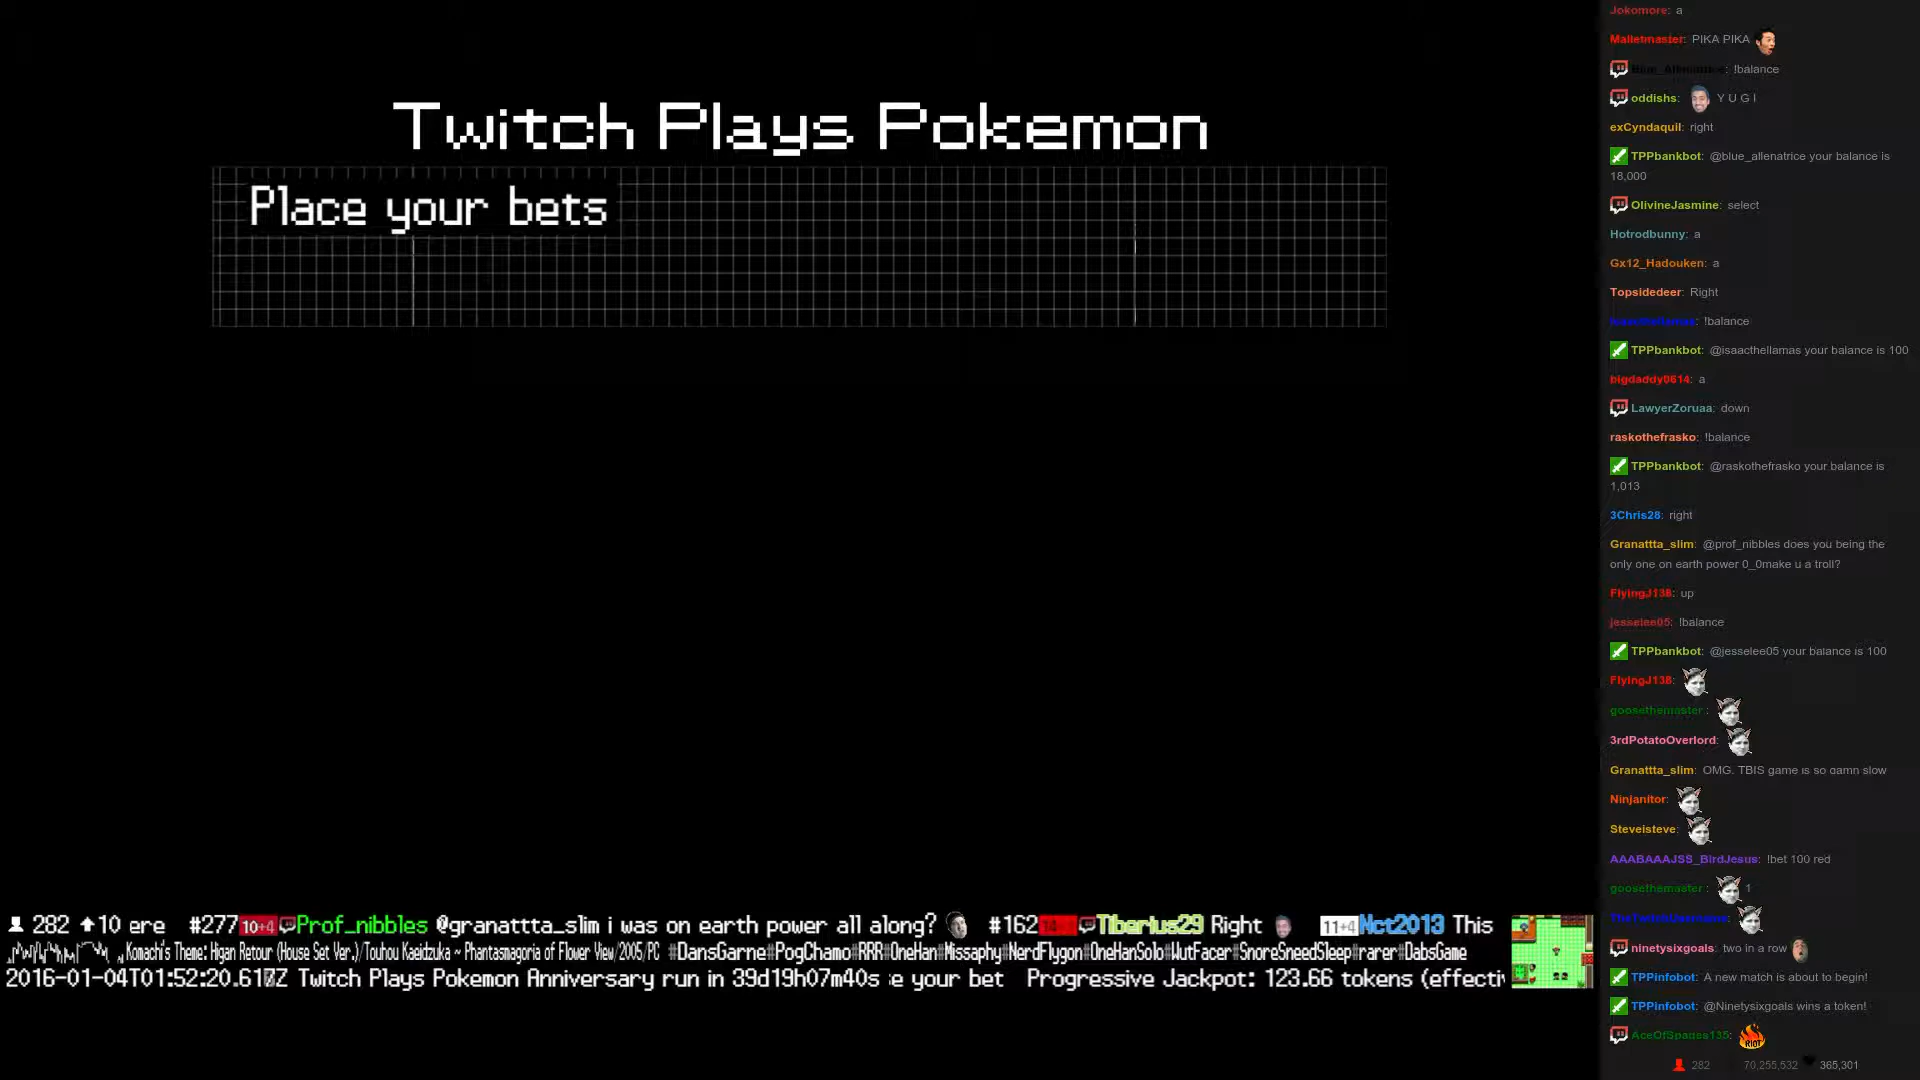 Twitch Plays Pokemon
Place your bets
282 10 ere #277 10+4 Prof_nibbles @granattta_slim i was on earth power all along? #162 Tiberius29 Right 11+4 Nct2013 This
Komachi's Theme: Higan Retour (House Set Ver.)/Touhou Kaeidzuka ~ Phantasmagoria of Flower View/2005/PC #DansGame#PogChamp#RRR#OneHan#Missaphy#NerdFlygon#OneHanSolo#WutFacer#SnoreSneedSleep#rarer#DabsGame
2016-01-04T01:52:20.61 Z Twitch Plays Pokemon Anniversary run in 39d19h07m40s e your bet Progressive Jackpot: 123.66 tokens (effecti
Jokomore: a
Malletmasier: PIKA PIKA
!balance
oddishs: Y U G I
exCyndaquil: right
TPPbankbot: @blue_allenatrice your balance is
18,000
OlivineJasmine: select
Hotrodbunny: a
Gx12_Hadouken: a
Topsidedeer: Right
!balance
TPPbankbot: @isaacthellamas your balance is 100
bigdaddy0614: a
LawyerZoruaa: down
raskothefrasko: !balance
TPPbankbot: @raskothefrasko your balance is
1,013
3Chris28: right
Granattta_slim: @prof_nibbles does you being the
only one on earth power 0_0make u a troll?
FlyingJ138: up
jesselee05: !balance
TPPbankbot: @jesselee05 your balance is 100
FlyingJ138:
goosethemaster:
3rdPotatoOverlord:
Granattta_slim: OMG. TBIS game is so damn slow
Ninjanitor:
Steveisteve:
AAABAAAJSS_BirdJesus: !bet 100 red
goosethemaster: 1
ninetysixgoals: two in a row
TPPinfobot: A new match is about to begin!
TPPinfobot: @Ninetysixgoals wins a token!
AceOfSpades135: RIOT
282 70,255,532 365,301